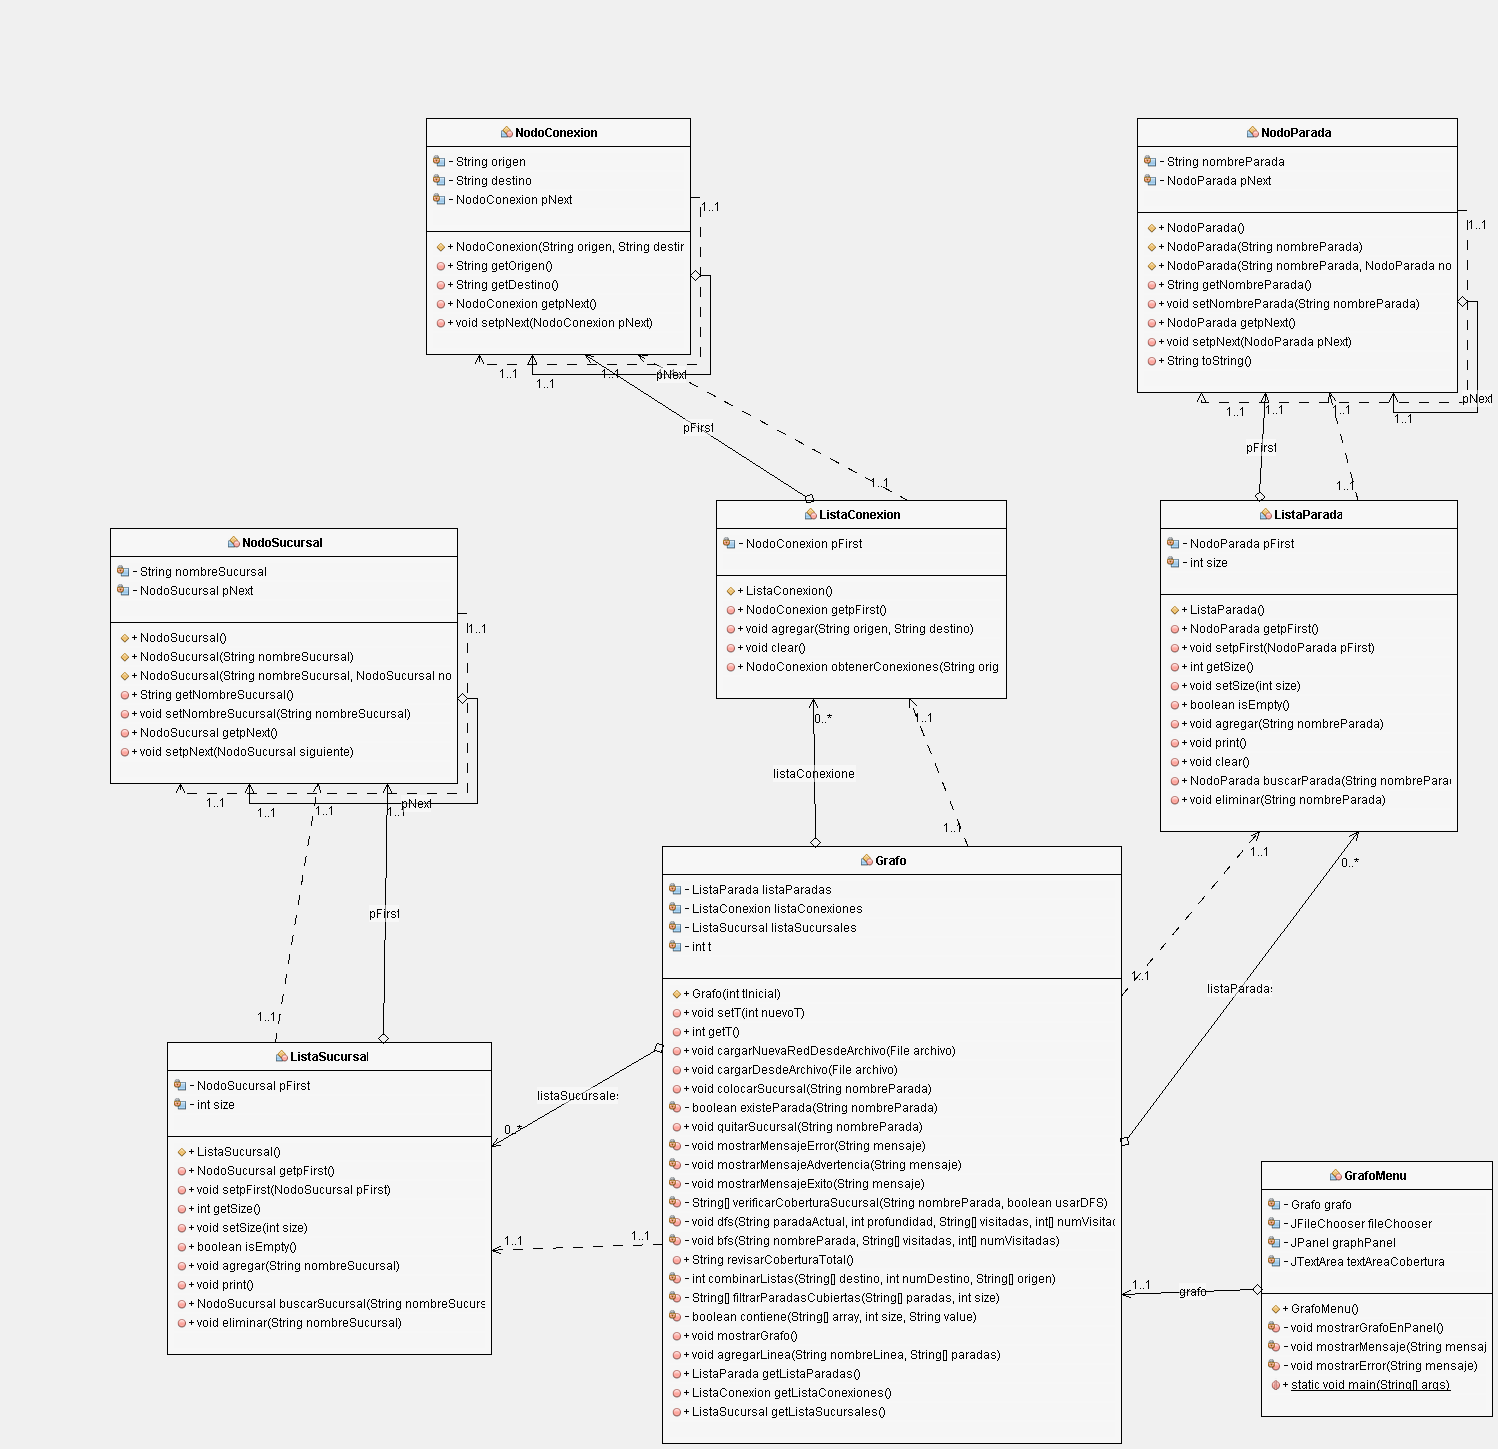 NodoConexion
- String origen
- String destino
- NodoConexion pNext
+ NodoConexion(String origen, String destir
+ String getOrigen()
+ String getDestino()
+ NodoConexion getpNext()
+ void setpNext(NodoConexion pNext)
1..1
1..1
1..1
1..1
pNext
pFirst
1..1
NodoParada
- String nombreParada
- NodoParada pNext
+ NodoParada()
+ NodoParada(String nombreParada)
+ NodoParada(String nombreParada, NodoParada no
+ String getNombreParada()
+ void setNombreParada(String nombreParada)
+ NodoParada getpNext()
+ void setpNext(NodoParada pNext)
+ String toString()
1..1
pNext
1..1
1..1
1..1
1..1
pFirst
1..1
ListaConexion
- NodoConexion pFirst
+ ListaConexion()
+ NodoConexion getpFirst()
+ void agregar(String origen, String destino)
+ void clear()
+ NodoConexion obtenerConexiones(String orig
0..*
1..1
listaConexione
1..1
ListaParada
- NodoParada pFirst
- int size
+ ListaParada()
+ NodoParada getpFirst()
+ void setpFirst(NodoParada pFirst)
+ int getSize()
+ void setSize(int size)
+ boolean isEmpty()
+ void agregar(String nombreParada)
+ void print()
+ void clear()
+ NodoParada buscarParada(String nombrePara
+ void eliminar(String nombreParada)
1..1
0..*
1..1
listaParada
NodoSucursal
- String nombreSucursal
- NodoSucursal pNext
+ NodoSucursal()
+ NodoSucursal(String nombreSucursal)
+ NodoSucursal(String nombreSucursal, NodoSucursal no
+ String getNombreSucursal()
+ void setNombreSucursal(String nombreSucursal)
+ NodoSucursal getpNext()
+ void setpNext(NodoSucursal siguiente)
1..1
1..1
1..1
1..1
1..1
pNext
pFirst
1..1
Grafo
- ListaParada listaParadas
- ListaConexion listaConexiones
- ListaSucursal listaSucursales
- int t
+ Grafo(int tInicial)
+ void setT(int nuevoT)
+ int getT()
+ void cargarNuevaRedDesdeArchivo(File archivo)
+ void cargarDesdeArchivo(File archivo)
+ void colocarSucursal(String nombreParada)
- boolean existeParada(String nombreParada)
+ void quitarSucursal(String nombreParada)
- void mostrarMensajeError(String mensaje)
- void mostrarMensajeAdvertencia(String mensaje)
- void mostrarMensajeExito(String mensaje)
- String[] verificarCoberturaSucursal(String nombreParada, boolean usarDFS)
- void dfs(String paradaActual, int profundidad, String[] visitadas, int[] numVisitac
- void bfs(String nombreParada, String[] visitadas, int[] numVisitadas)
+ String revisarCoberturaTotal()
- int combinarListas(String[] destino, int numDestino, String[] origen)
- String[] filtrarParadasCubiertas(String[] paradas, int size)
- boolean contiene(String[] array, int size, String value)
+ void mostrarGrafo()
+ void agregarLinea(String nombreLinea, String[] paradas)
+ ListaParada getListaParadas()
+ ListaConexion getListaConexiones()
+ ListaSucursal getListaSucursales()
ListaSucursal
- NodoSucursal pFirst
- int size
+ ListaSucursal()
+ NodoSucursal getpFirst()
+ void setpFirst(NodoSucursal pFirst)
+ int getSize()
+ void setSize(int size)
+ boolean isEmpty()
+ void agregar(String nombreSucursal)
+ void print()
+ NodoSucursal buscarSucursal(String nombreSucurs
+ void eliminar(String nombreSucursal)
listaSucursale
0..*
1..1
1..1
GrafoMenu
- Grafo grafo
- JFileChooser fileChooser
- JPanel graphPanel
- JTextArea textAreaCobertura
+ GrafoMenu()
- void mostrarGrafoEnPanel()
- void mostrarMensaje(String mensaj
- void mostrarError(String mensaje)
+ static void main(String[] args)
1..1
grafo